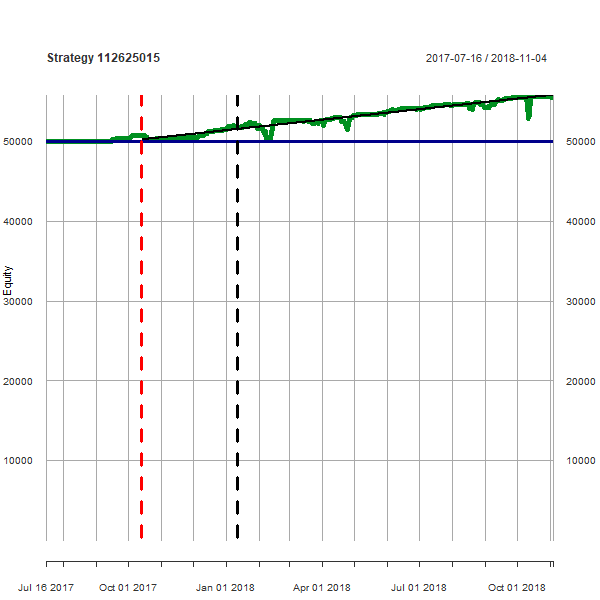 Strategy 112625015
2017-07-16 / 2018-11-04
50000
50000
40000
40000
Equity
30000
30000
20000
20000
10000
10000
Jul 16 2017
Oct 01 2017
Jan 01 2018
Apr 01 2018
Jul 01 2018
Oct 01 2018